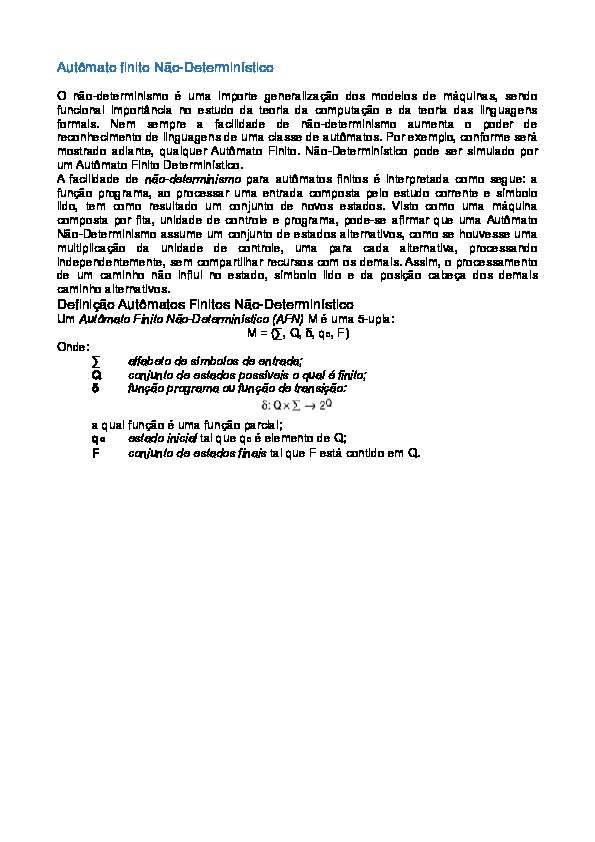 Autômato finito Não-Determinístico
O não-determinismo é uma importe generalização dos modelos de máquinas, sendo
funcional importância no estudo da teoria da computação e da teoria das linguagens
formais. Nem sempre a facilidade de não-determinismo aumenta o poder de
reconhecimento de linguagens de uma classe de autômatos. Por exemplo, conforme será
mostrado adiante, qualquer Autômato Finito. Não-Determinístico pode ser simulado por
um Autômato Finito Determinístico.
A facilidade de não-determinismo para autômatos finitos é interpretada como segue: a
função programa, ao processar uma entrada composta pelo estudo corrente e símbolo
lido, tem como resultado um conjunto de novos estados. Visto como uma máquina
composta por fita, unidade de controle e programa, pode-se afirmar que uma Autômato
Não-Determinismo assume um conjunto de estados alternativos, como se houvesse uma
multiplicação da unidade de controle, uma para cada alternativa, processando
independentemente, sem compartilhar recursos com os demais. Assim, o processamento
de um caminho não influi no estado, símbolo lido e da posição cabeça dos demais
caminho alternativos.
Definição Autômatos Finitos Não-Determinístico
Um Autômato Finito Não-Determinístico (AFN) M é uma 5-upla:
M = (∑, Q, δ, q₀, F)
Onde:
∑ alfabeto de símbolos de entrada;
Q conjunto de estados possíveis o qual é finito;
δ função programa ou função de transição:
δ: Q×∑ → 2^Q
a qual função é uma função parcial;
q₀ estado inicial tal que q₀ é elemento de Q;
F conjunto de estados finais tal que F está contido em Q.